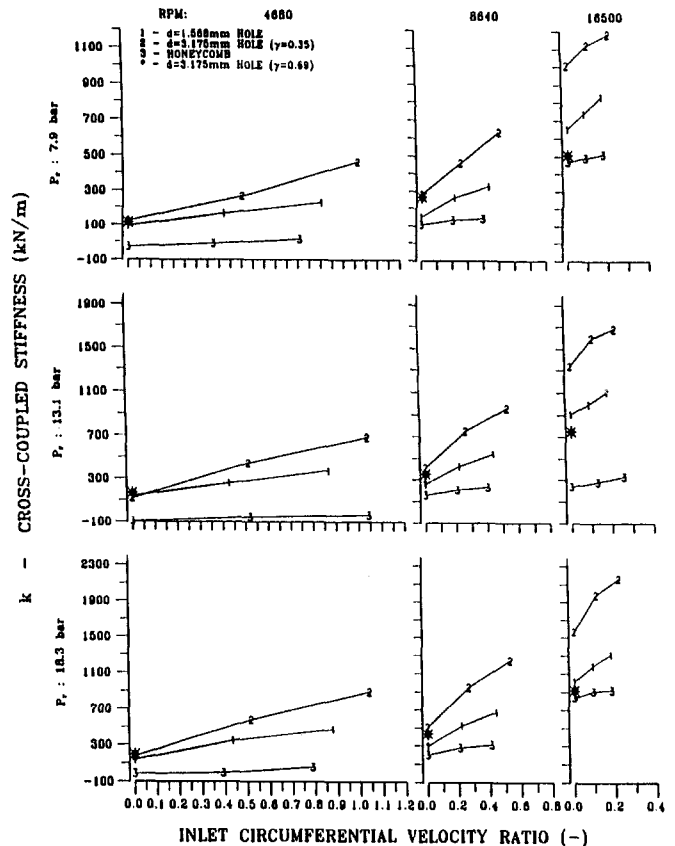 RPM: 4680 8640 16500
1 - d=1.588mm HOLE
2 - d=3.175mm HOLE (γ=0.35)
3 - HONEYCOMB
* - d=3.175mm HOLE (γ=0.69)
1100
900
700
500
300
100
-100
Pᵣ : 7.9 bar
1900
1500
1100
700
300
-100
Pᵣ : 13.1 bar
2300
1900
1500
1100
700
300
-100
Pᵣ : 18.3 bar
k - CROSS-COUPLED STIFFNESS (kN/m)
0.0 0.1 0.2 0.3 0.4 0.5 0.6 0.7 0.8 0.9 1.0 1.1 1.2 0.0 0.2 0.4 0.6 0.8 0.0 0.2 0.4
INLET CIRCUMFERENTIAL VELOCITY RATIO (-)